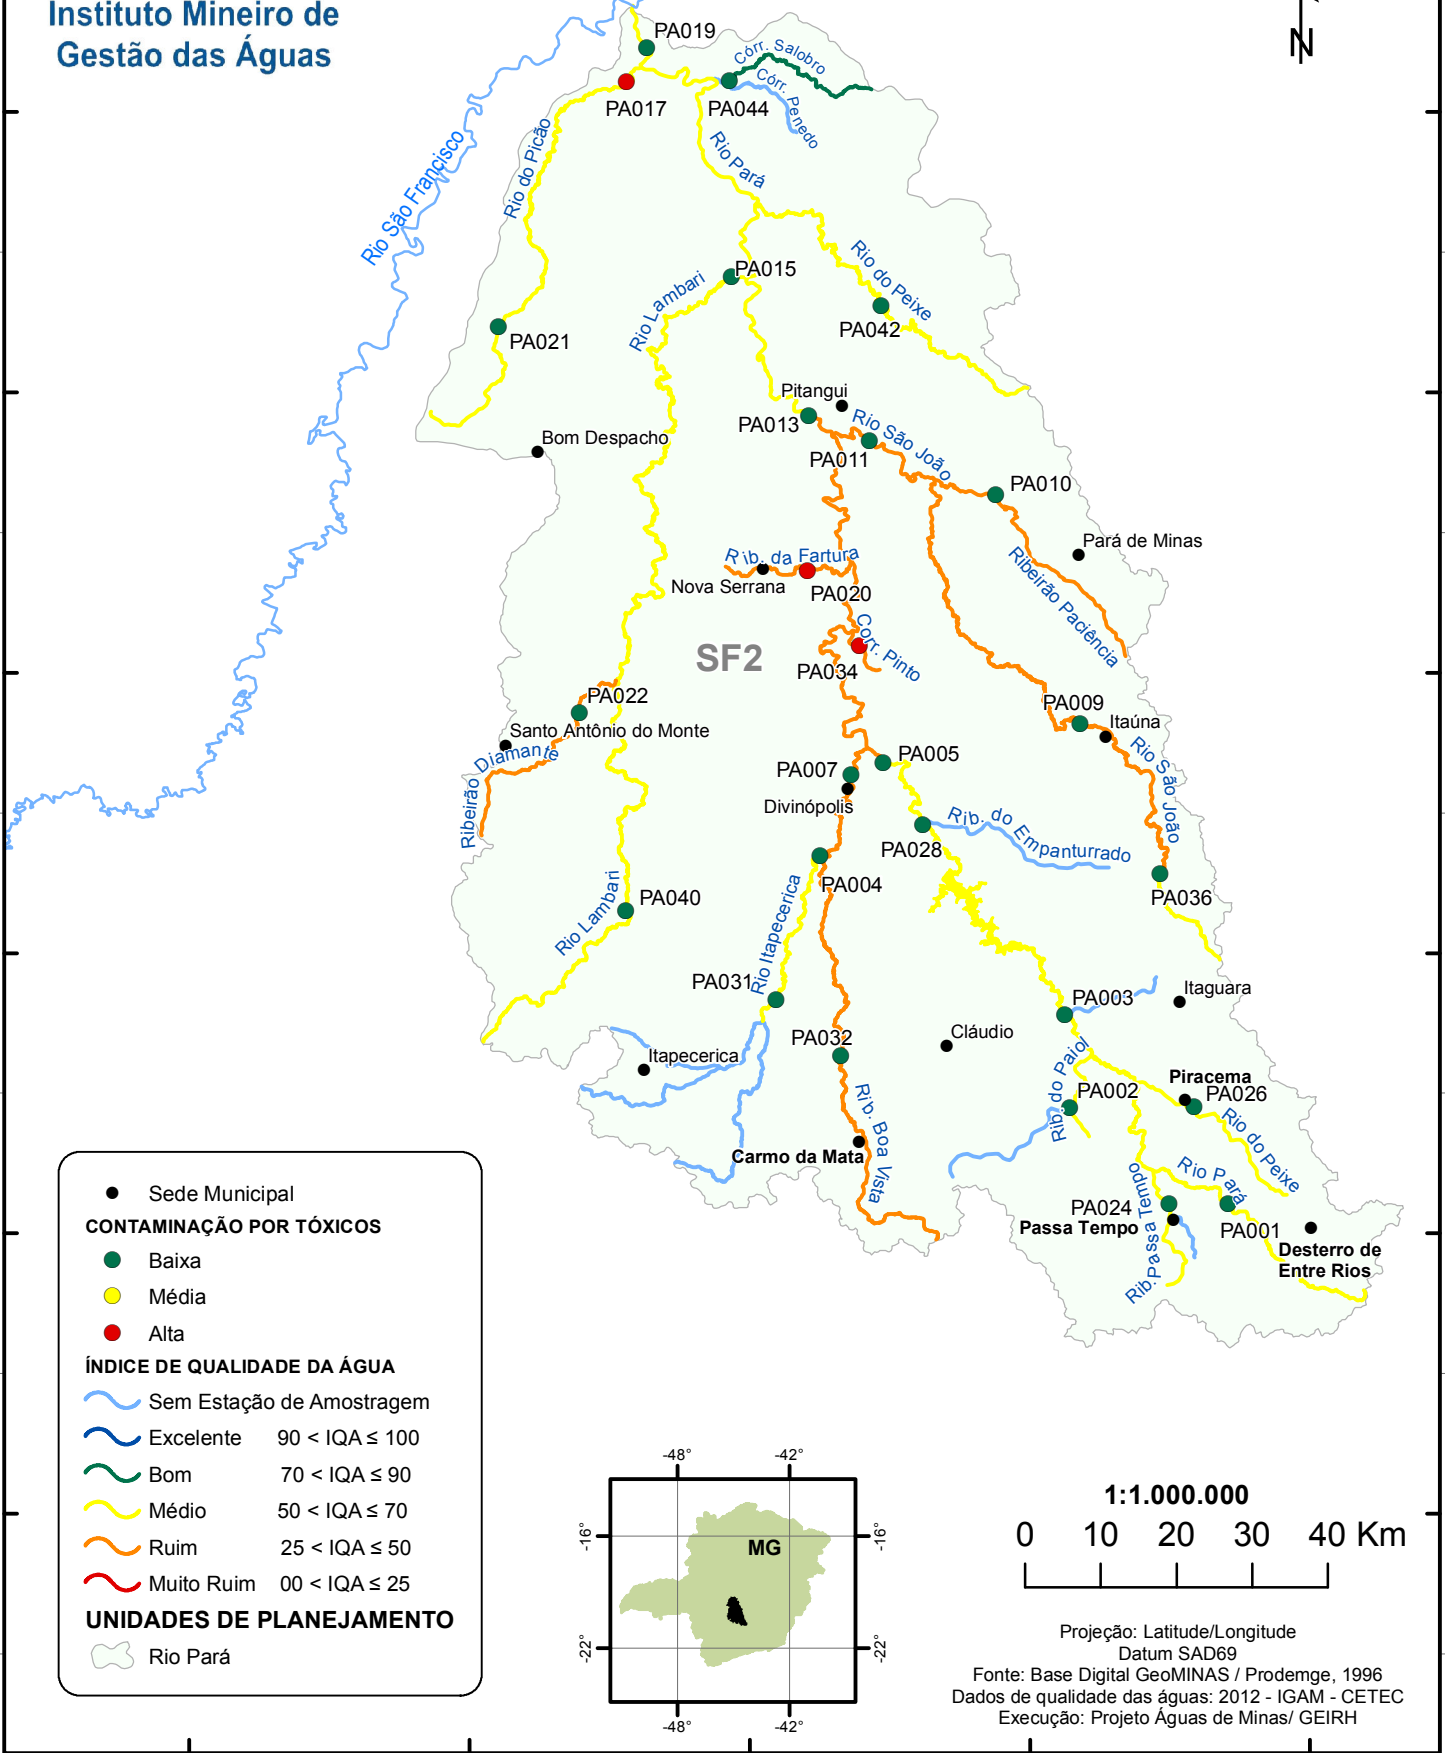 Instituto Mineiro de
Gestão das Águas
N
PA019
Córr. Salobro
Córr. Penedo
PA017
PA044
Rio do Picão
Rio Pará
Rio São Francisco
PA015
Rio do Peixe
Rio Lambari
PA042
PA021
Pitangui
PA013
Rio São João
Bom Despacho
PA011
PA010
Pará de Minas
Rib. da Fartura
Nova Serrana
PA020
Ribeirão Paciência
Corr. Pinto
SF2
PA034
PA022
PA009
Itaúna
Santo Antônio do Monte
Ribeirão Diamante
PA005
Rio São João
PA007
Divinópolis
Rib. do Empanturrado
PA028
PA004
PA036
PA040
Rio Lambari
Rio Itapecerica
PA031
PA003
Itaguara
PA032
Cláudio
Itapecerica
Rib. do Paiol
Piracema
PA002
PA026
Rib. Boa Vista
Rio do Peixe
Carmo da Mata
Rio Pará
PA024
Passa Tempo
Rib. Passa Tempo
PA001
Desterro de
Entre Rios
Sede Municipal
CONTAMINAÇÃO POR TÓXICOS
Baixa
Média
Alta
ÍNDICE DE QUALIDADE DA ÁGUA
Sem Estação de Amostragem
Excelente 90 < IQA ≤ 100
Bom 70 < IQA ≤ 90
Médio 50 < IQA ≤ 70
Ruim 25 < IQA ≤ 50
Muito Ruim 00 < IQA ≤ 25
UNIDADES DE PLANEJAMENTO
Rio Pará
-48° -42°
-16° -16°
MG
-22° -22°
-48° -42°
1:1.000.000
0 10 20 30 40 Km
Projeção: Latitude/Longitude
Datum SAD69
Fonte: Base Digital GeoMINAS / Prodemge, 1996
Dados de qualidade das águas: 2012 - IGAM - CETEC
Execução: Projeto Águas de Minas/ GEIRH